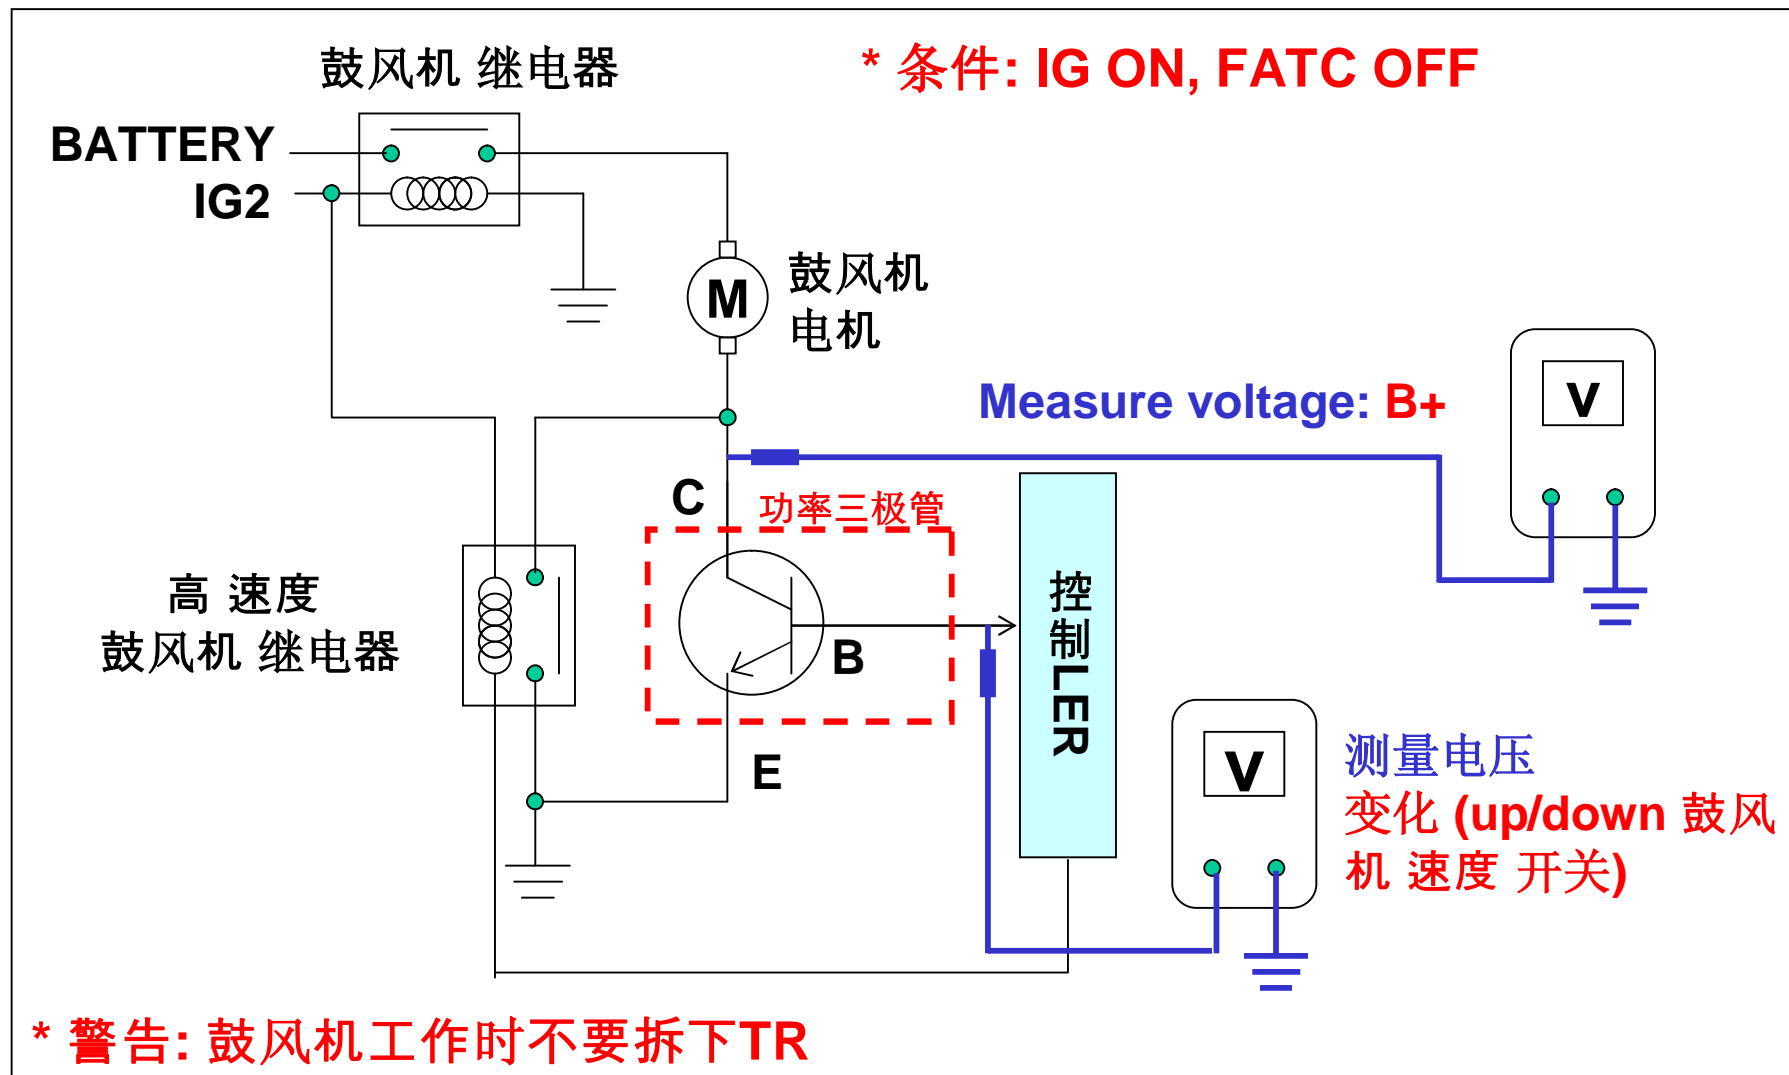 鼓风机 继电器
* 条件: IG ON, FATC OFF
BATTERY
IG2
M
鼓风机
电机
Measure voltage: B+
V
C
功率三极管
高 速度
鼓风机 继电器
B
控制LER
E
V
测量电压
变化 (up/down 鼓风
机 速度 开关)
* 警告: 鼓风机工作时不要拆下TR